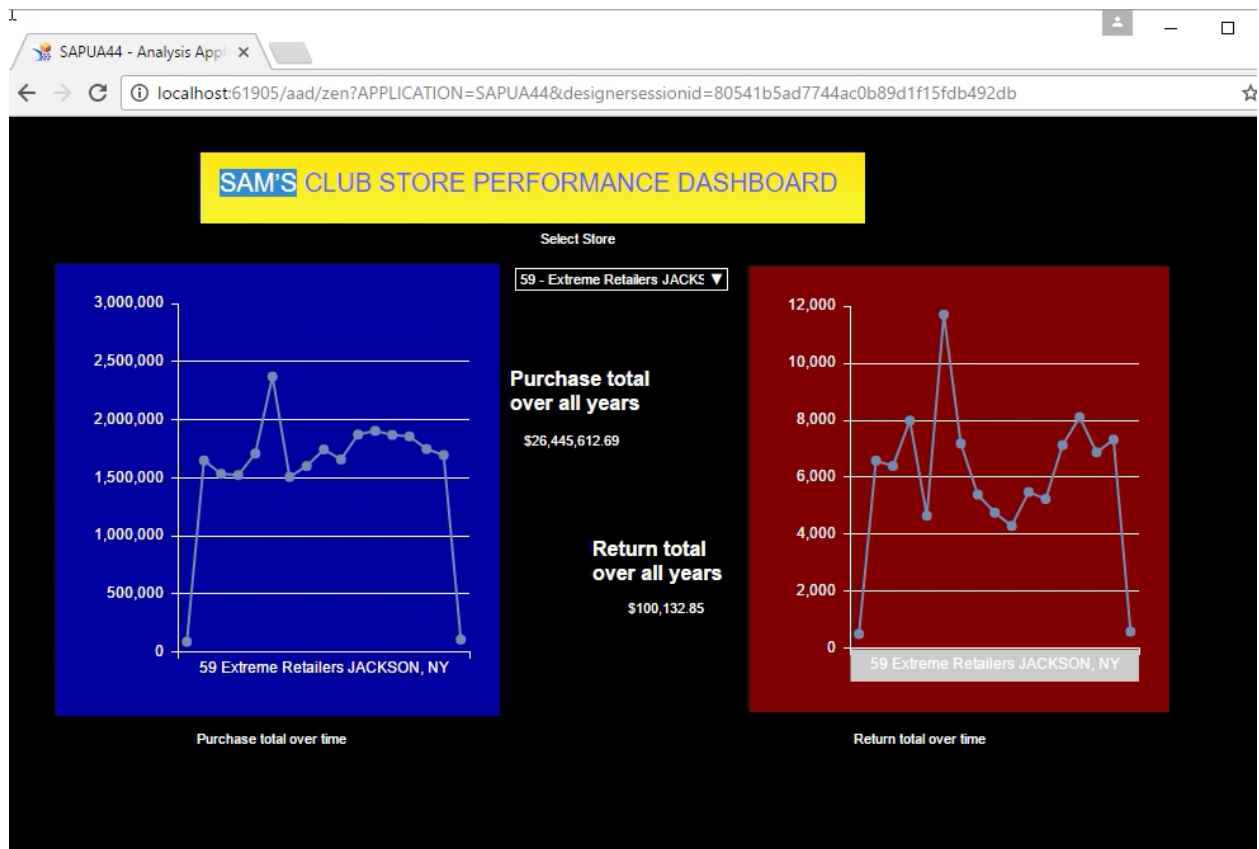 SAPUA44 - Analysis Appl
localhost:61905/aad/zen?APPLICATION=SAPUA44&designersessionid=80541b5ad7744ac0b89d1f15fdb492db
SAM'S CLUB STORE PERFORMANCE DASHBOARD
Select Store
59 - Extreme Retailers JACKS
3,000,000
2,500,000
2,000,000
1,500,000
1,000,000
500,000
0
59 Extreme Retailers JACKSON, NY
Purchase total over time
Purchase total
over all years
$26,445,612.69
Return total
over all years
$100,132.85
12,000
10,000
8,000
6,000
4,000
2,000
0
59 Extreme Retailers JACKSON, NY
Return total over time